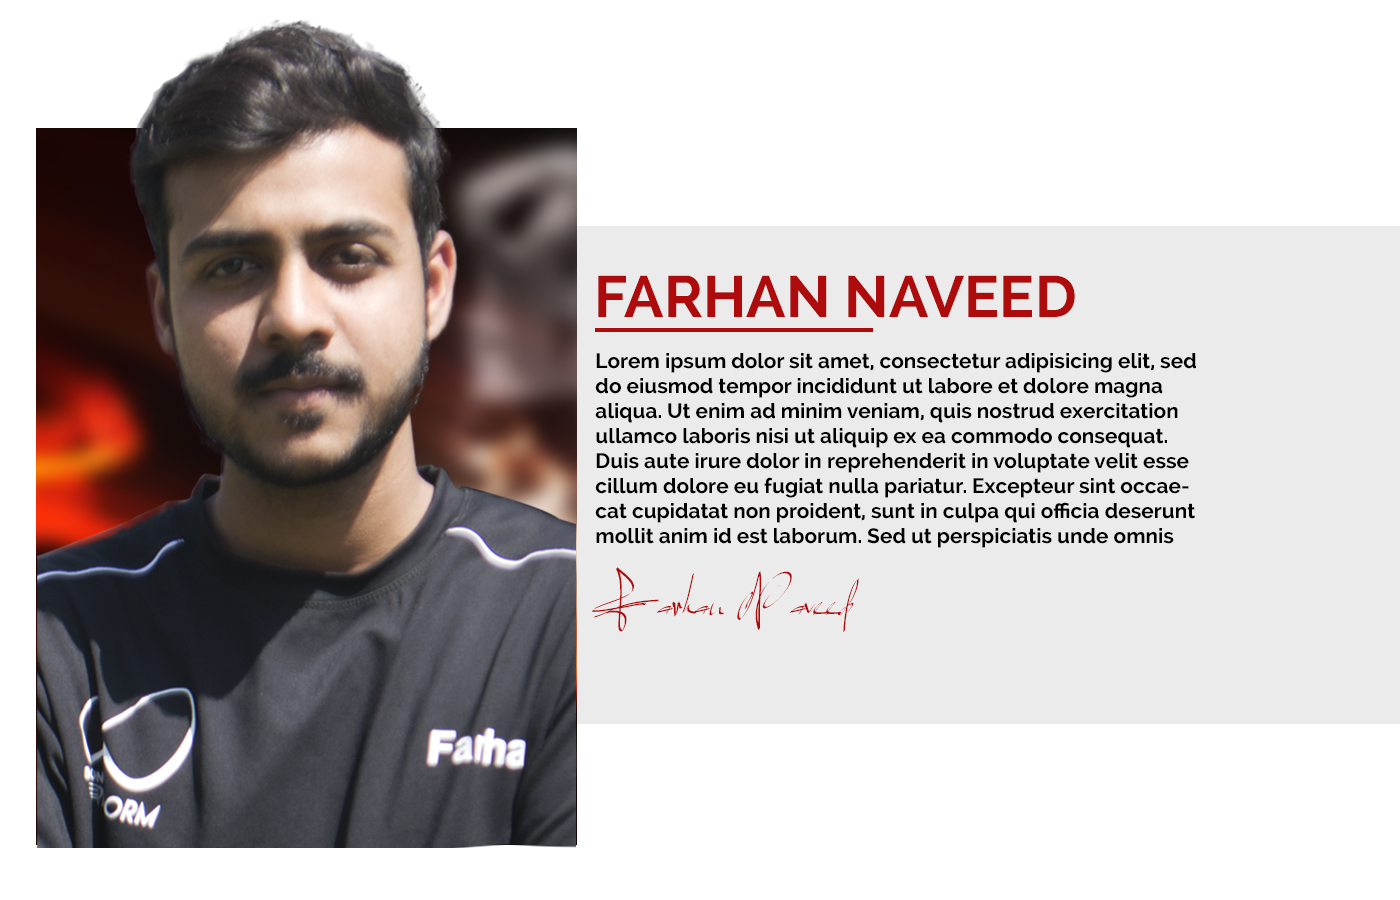 FARHAN NAVEED
Lorem ipsum dolor sit amet, consectetur adipisicing elit, sed
do eiusmod tempor incididunt ut labore et dolore magna
aliqua. Ut enim ad minim veniam, quis nostrud exercitation
ullamco laboris nisi ut aliquip ex ea commodo consequat.
Duis aute irure dolor in reprehenderit in voluptate velit esse
cillum dolore eu fugiat nulla pariatur. Excepteur sint occae-
cat cupidatat non proident, sunt in culpa qui officia deserunt
mollit anim id est laborum. Sed ut perspiciatis unde omnis
Farhan Naveed
Farha
ORM